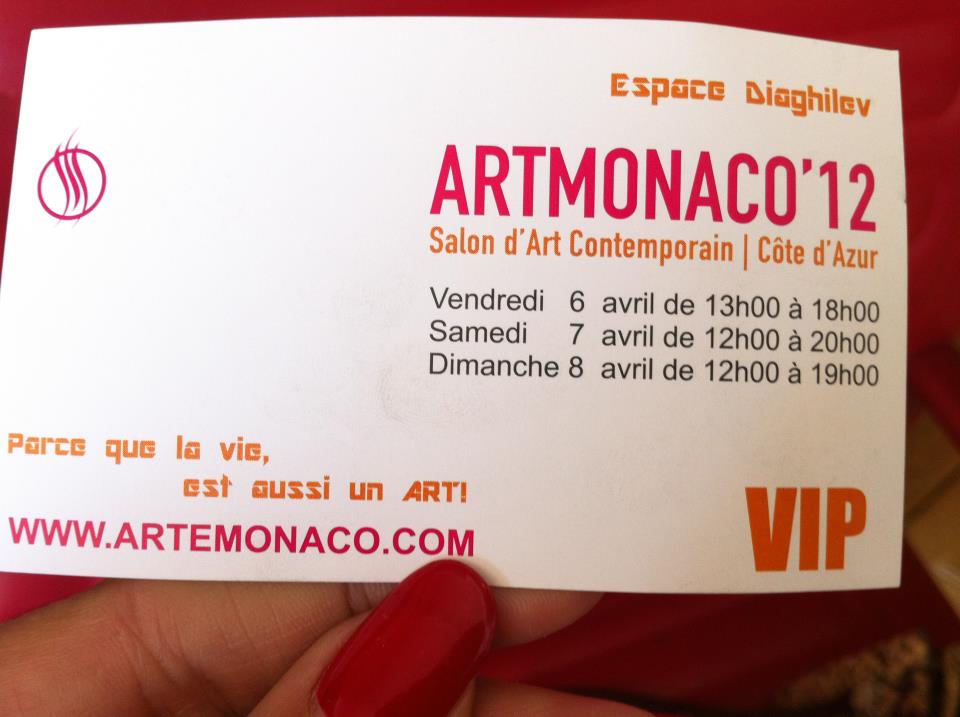 Espace Diaghilev
ARTMONACO'12
Salon d'Art Contemporain | Côte d'Azur
Vendredi 6 avril de 13h00 à 18h00
Samedi 7 avril de 12h00 à 20h00
Dimanche 8 avril de 12h00 à 19h00
Parce que la vie,
est aussi un ART!
WWW.ARTEMONACO.COM
VIP